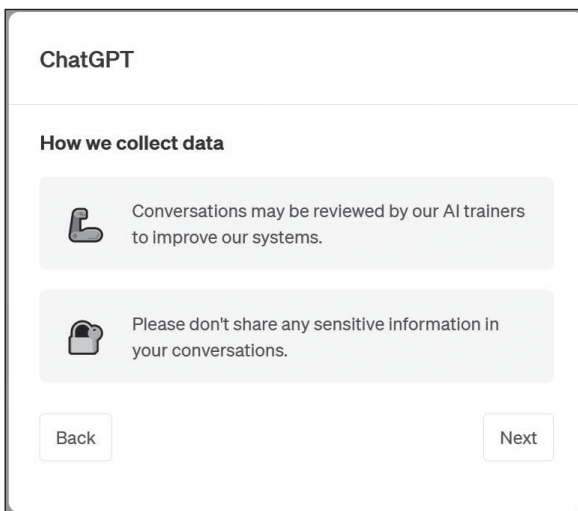 ChatGPT
How we collect data
Conversations may be reviewed by our AI trainers
to improve our systems.
Please don't share any sensitive information in
your conversations.
Back
Next